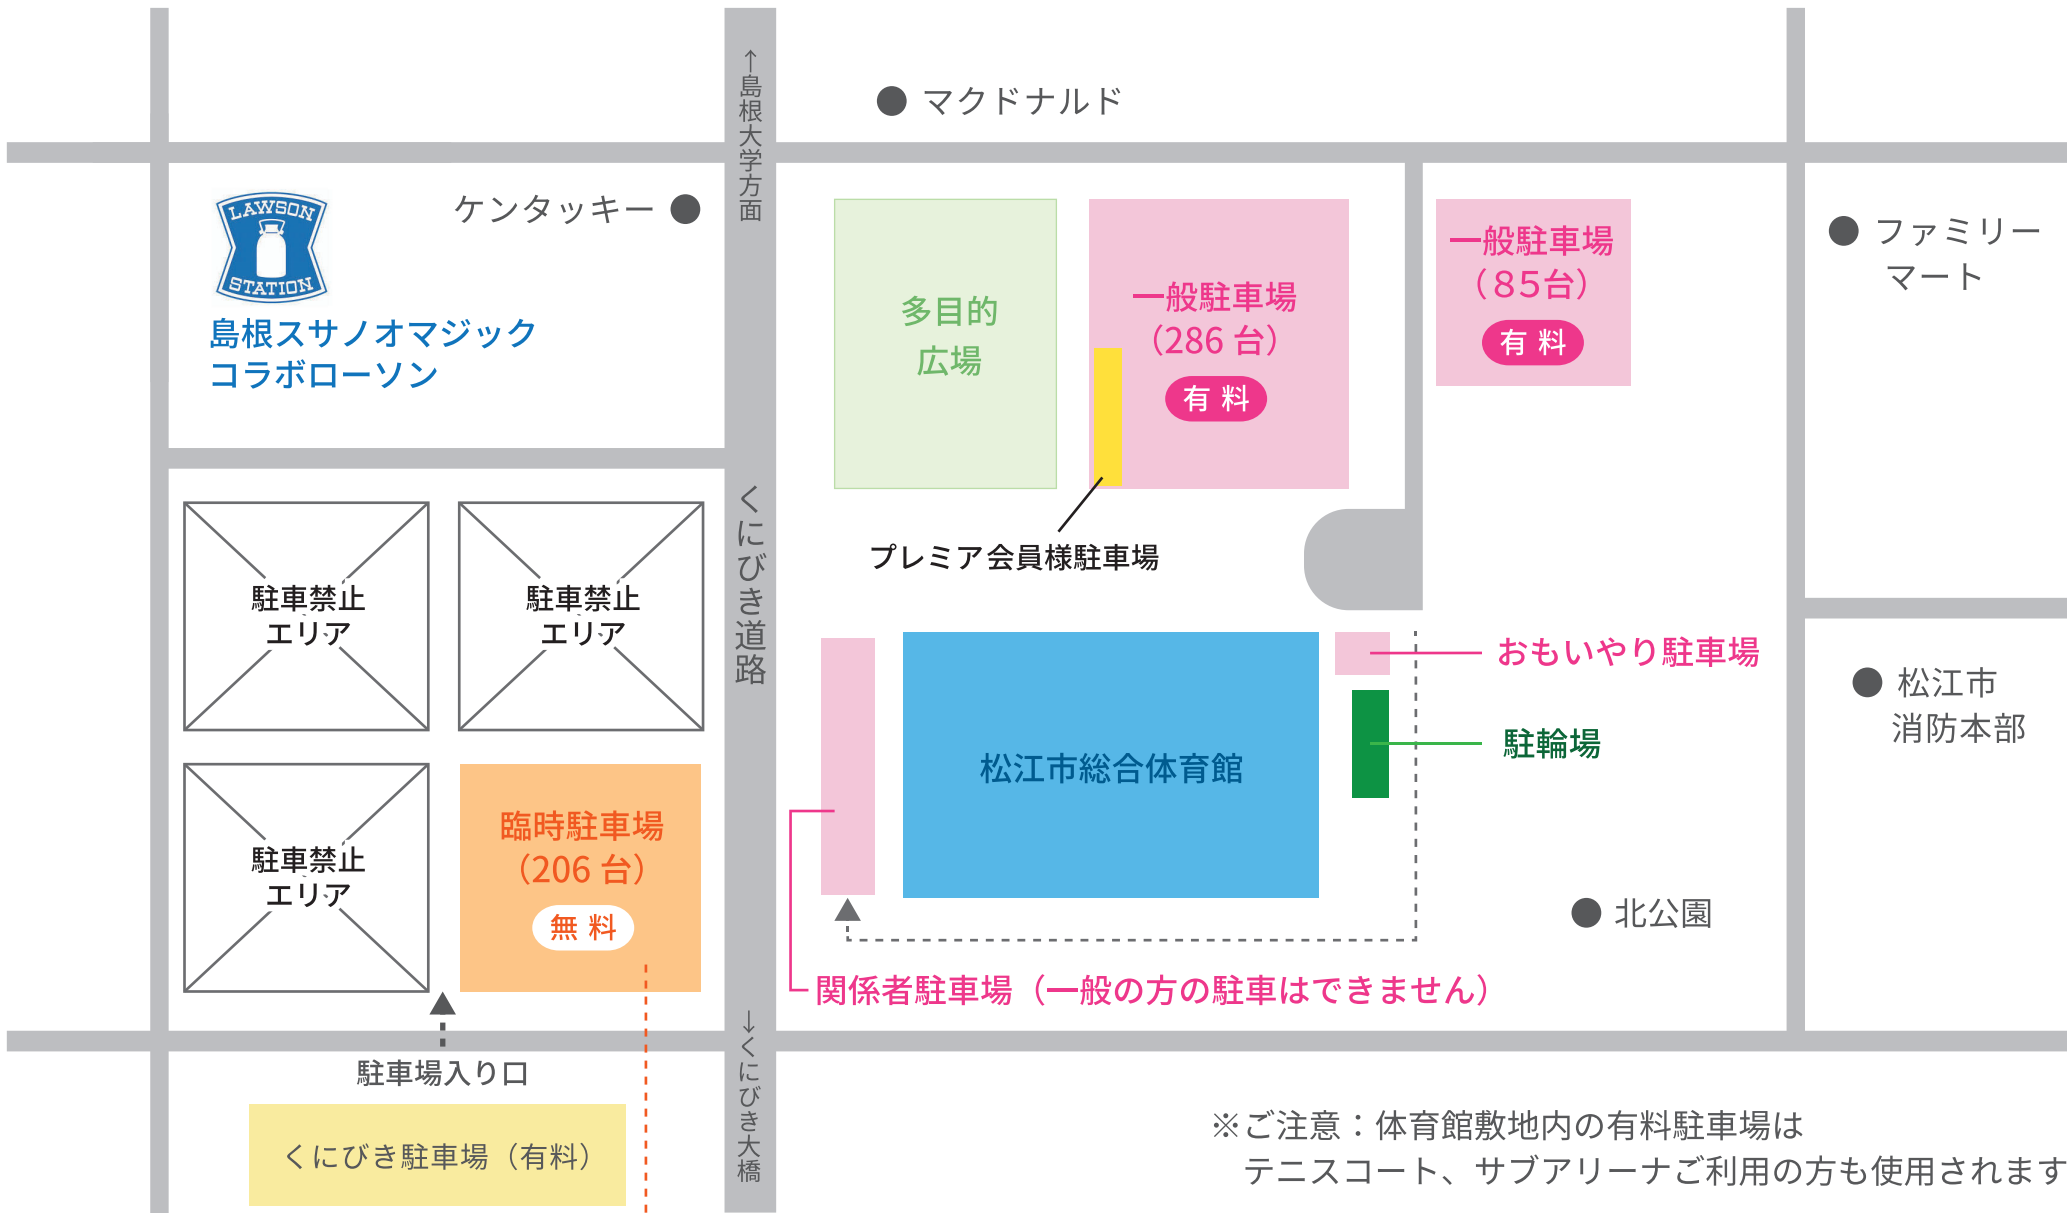 ↑島根大学方面
マクドナルド
LAWSON
STATION
ケンタッキー
島根スサノオマジック
コラボローソン
多目的
広場
一般駐車場
（286 台）
有 料
一般駐車場
（８５台）
有 料
ファミリー
マート
プレミア会員様駐車場
くにびき道路
駐車禁止
エリア
駐車禁止
エリア
駐車禁止
エリア
臨時駐車場
（206 台）
無 料
松江市総合体育館
おもいやり駐車場
駐輪場
松江市
消防本部
北公園
関係者駐車場（一般の方の駐車はできません）
↓くにびき大橋
駐車場入り口
くにびき駐車場（有料）
※ご注意：体育館敷地内の有料駐車場は
テニスコート、サブアリーナご利用の方も使用されます